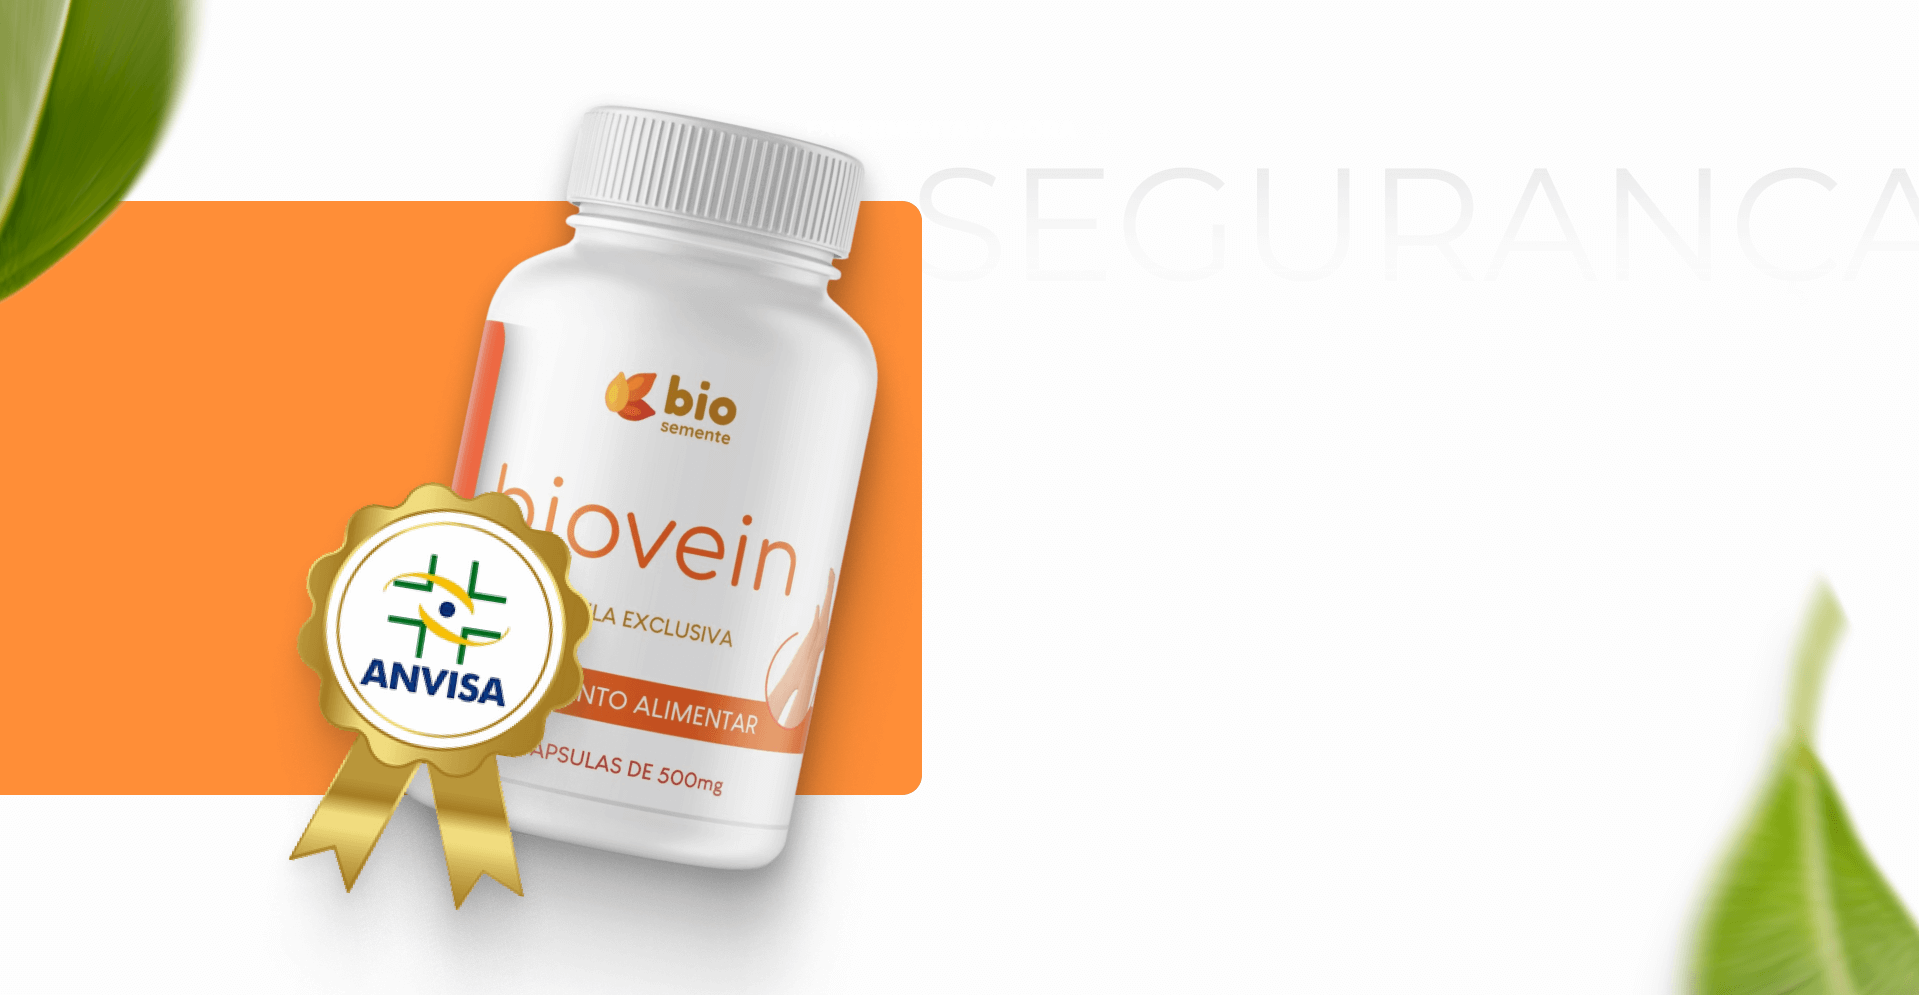 SEGURANÇA
bio
semente
biovein
LA EXCLUSIVA
NTO ALIMENTAR
APSULAS DE 500mg
ANVISA